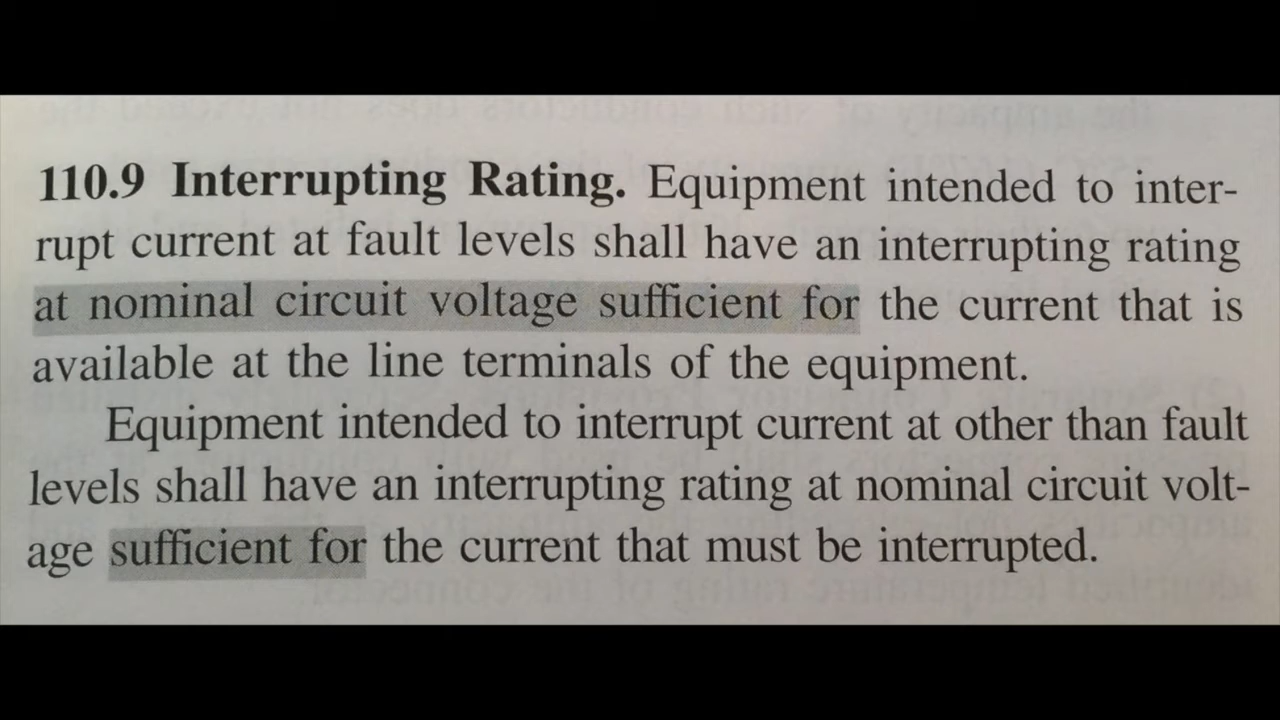 110.9 Interrupting Rating. Equipment intended to inter-
rupt current at fault levels shall have an interrupting rating
at nominal circuit voltage sufficient for the current that is
available at the line terminals of the equipment.
Equipment intended to interrupt current at other than fault
levels shall have an interrupting rating at nominal circuit volt-
age sufficient for the current that must be interrupted.